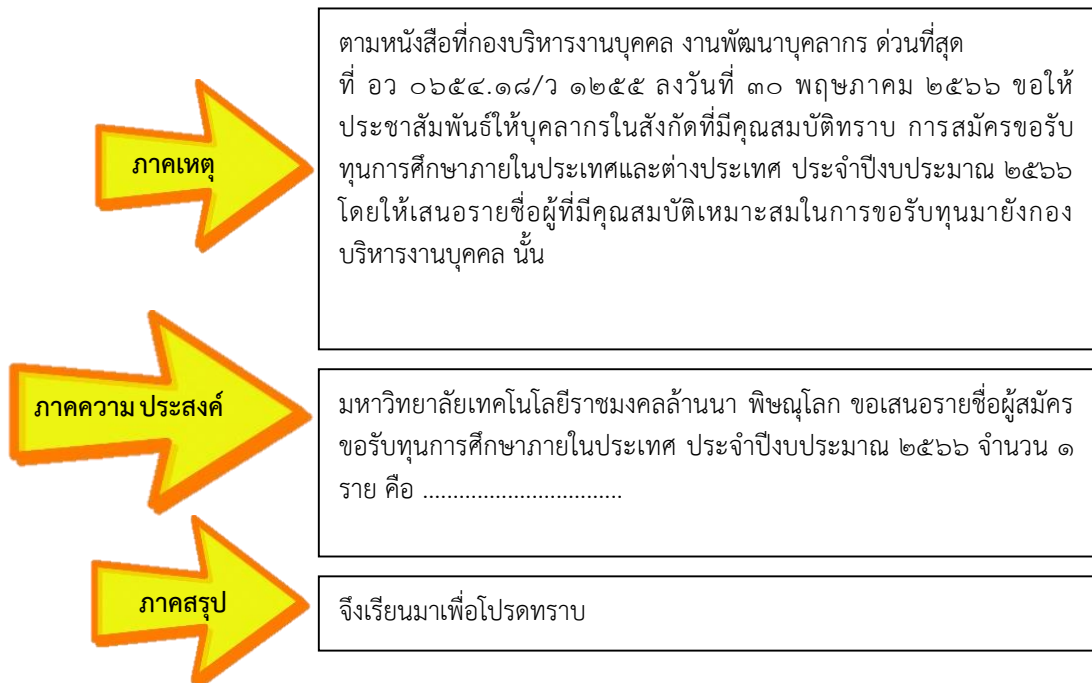 ภาคเหตุ
ตามหนังสือที่กองบริหารงานบุคคล งานพัฒนาบุคลากร ด่วนที่สุด
ที่ อว ๐๖๕๔.๑๘/ว ๑๒๕๕ ลงวันที่ ๓๐ พฤษภาคม ๒๕๖๖ ขอให้
ประชาสัมพันธ์ให้บุคลากรในสังกัดที่มีคุณสมบัติทราบ การสมัครขอรับ
ทุนการศึกษาภายในประเทศและต่างประเทศ ประจำปีงบประมาณ ๒๕๖๖
โดยให้เสนอรายชื่อผู้ที่มีคุณสมบัติเหมาะสมในการขอรับทุนมายังกอง
บริหารงานบุคคล นั้น
ภาคความ ประสงค์
มหาวิทยาลัยเทคโนโลยีราชมงคลล้านนา พิษณุโลก ขอเสนอรายชื่อผู้สมัคร
ขอรับทุนการศึกษาภายในประเทศ ประจำปีงบประมาณ ๒๕๖๖ จำนวน ๑
ราย คือ .................................
ภาคสรุป
จึงเรียนมาเพื่อโปรดทราบ